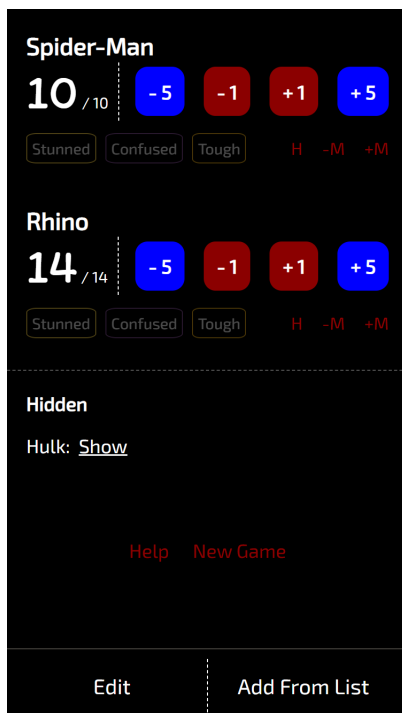 Spider-Man
10 / 10 - 5 - 1 + 1 + 5
Stunned Confused Tough H -M +M
Rhino
14 / 14 - 5 - 1 + 1 + 5
Stunned Confused Tough H -M +M
Hidden
Hulk: Show
Help New Game
Edit Add From List